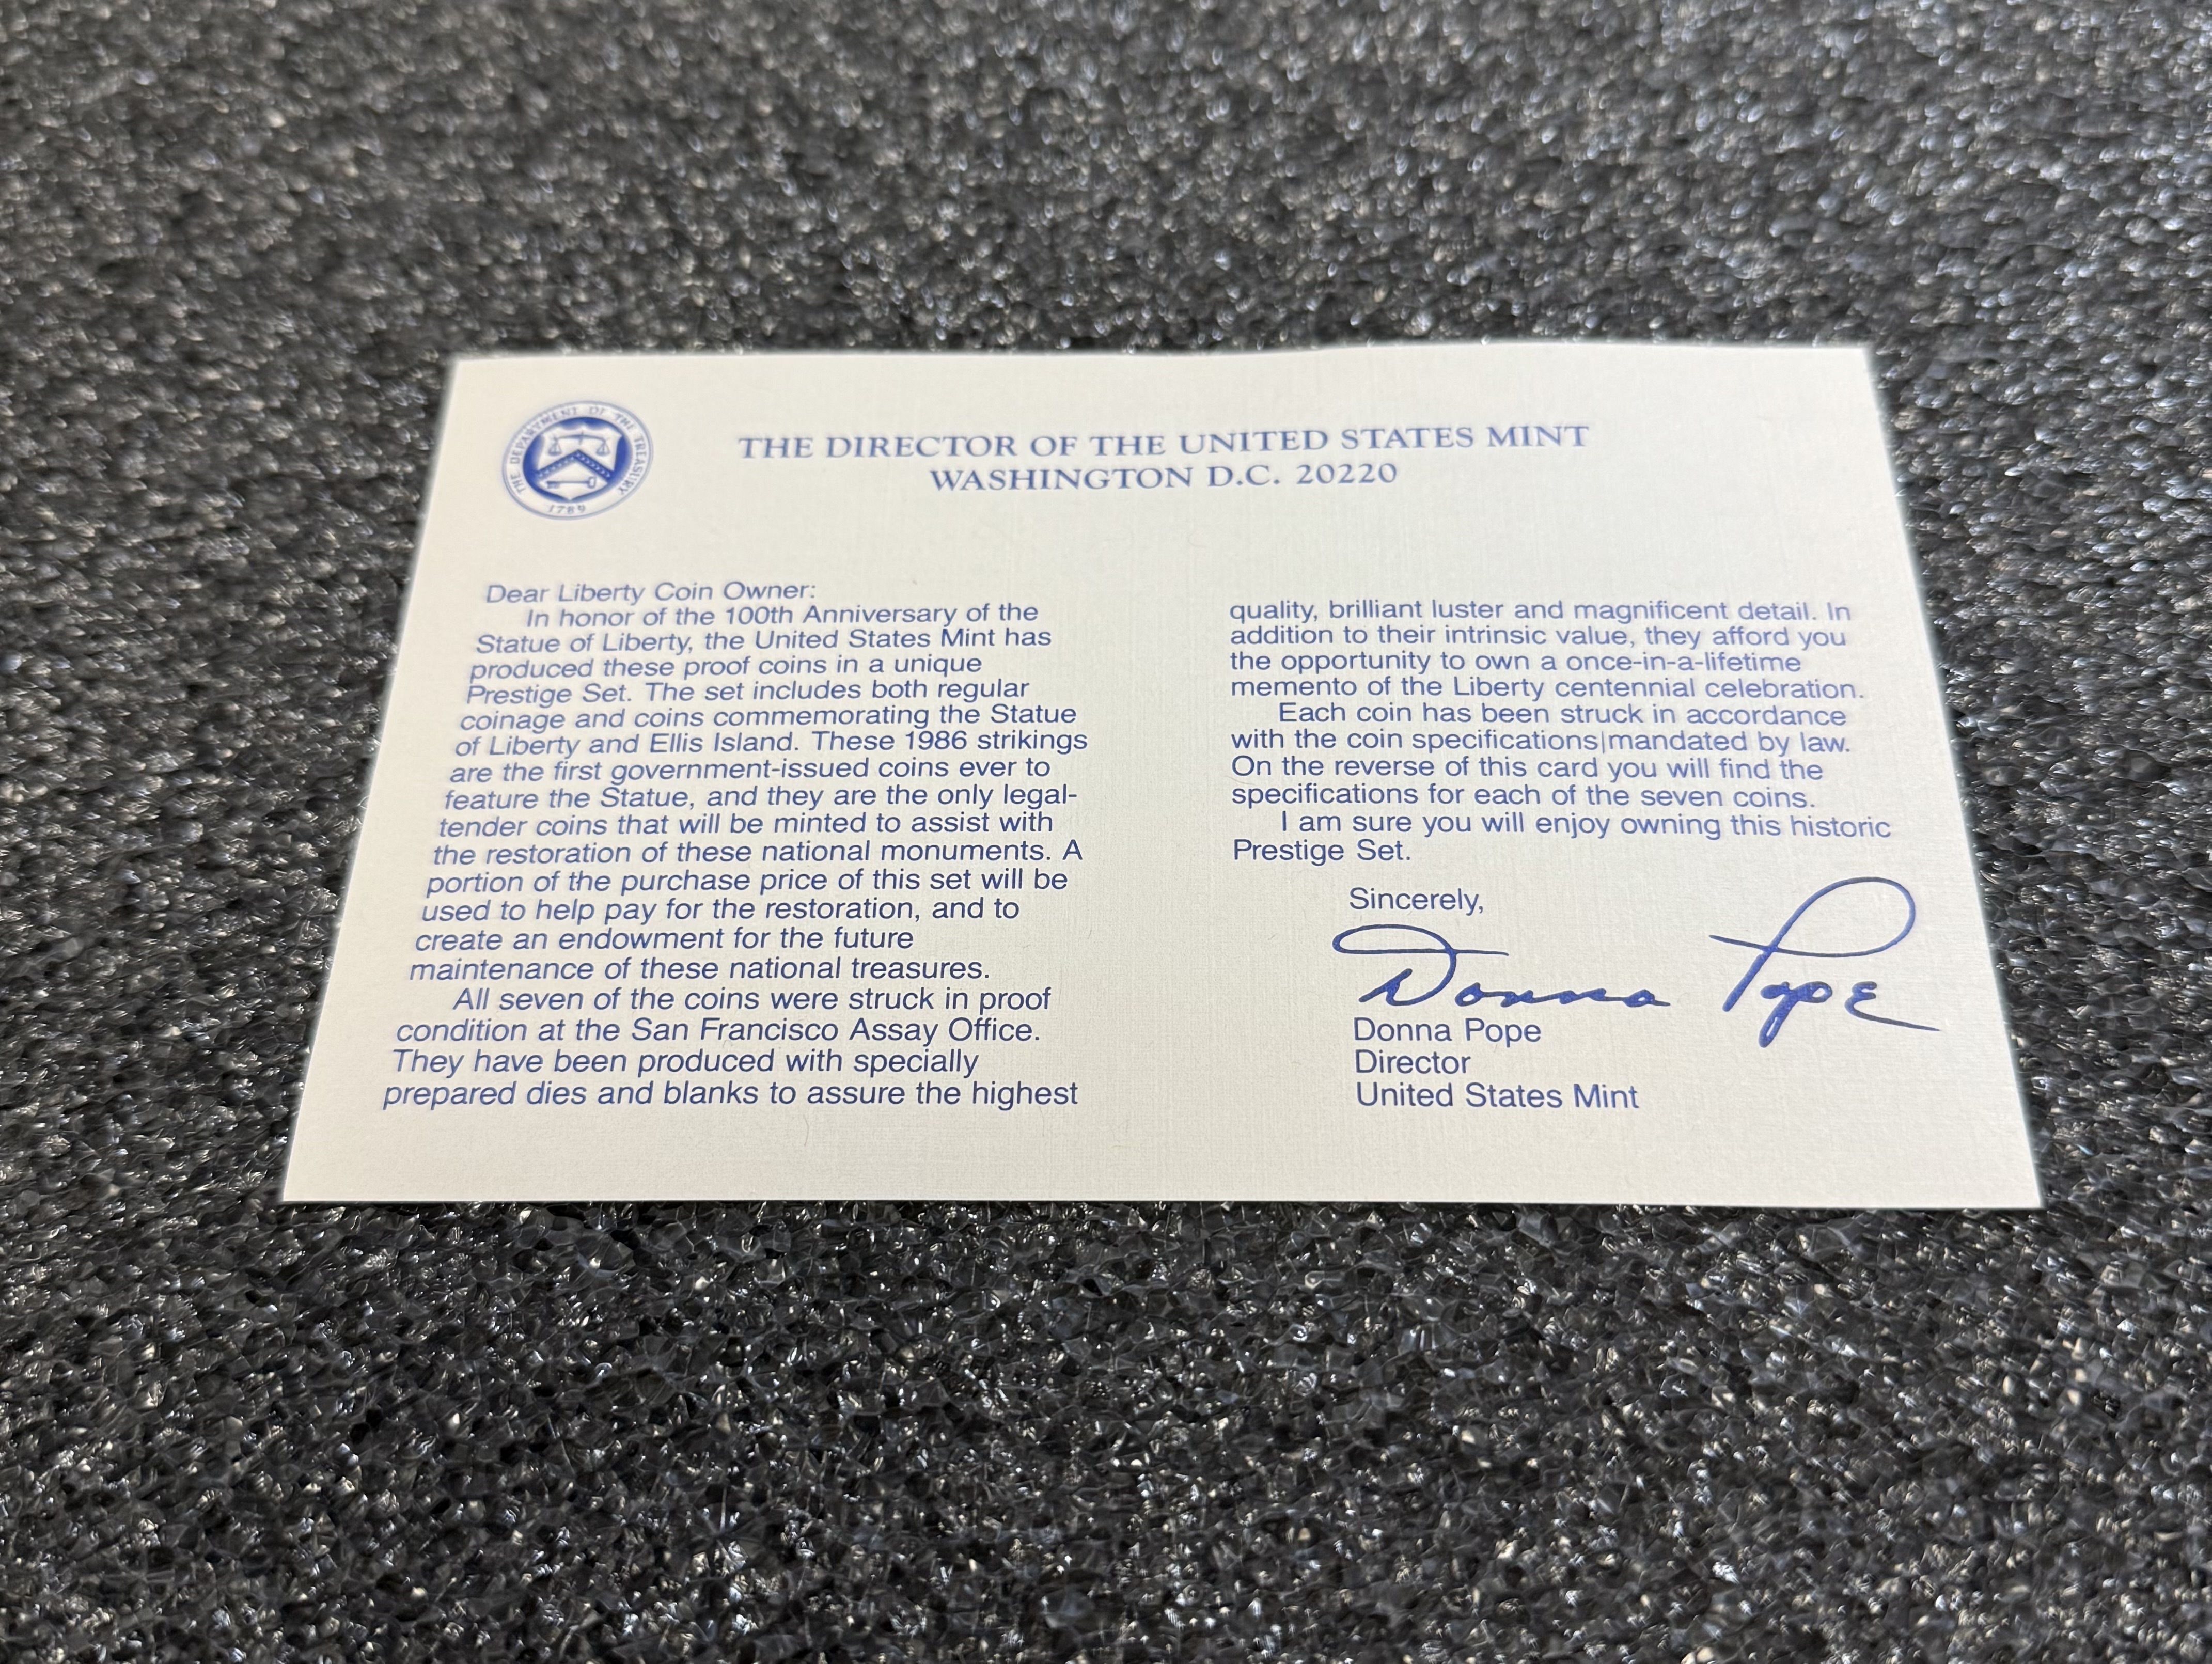 THE DEPARTMENT OF THE TREASURY
1789
THE DIRECTOR OF THE UNITED STATES MINT
WASHINGTON D.C. 20220
Dear Liberty Coin Owner:
In honor of the 100th Anniversary of the
Statue of Liberty, the United States Mint has
produced these proof coins in a unique
Prestige Set. The set includes both regular
coinage and coins commemorating the Statue
of Liberty and Ellis Island. These 1986 strikings
are the first government-issued coins ever to
feature the Statue, and they are the only legal-
tender coins that will be minted to assist with
the restoration of these national monuments. A
portion of the purchase price of this set will be
used to help pay for the restoration, and to
create an endowment for the future
maintenance of these national treasures.
All seven of the coins were struck in proof
condition at the San Francisco Assay Office.
They have been produced with specially
prepared dies and blanks to assure the highest
quality, brilliant luster and magnificent detail. In
addition to their intrinsic value, they afford you
the opportunity to own a once-in-a-lifetime
memento of the Liberty centennial celebration.
Each coin has been struck in accordance
with the coin specifications|mandated by law.
On the reverse of this card you will find the
specifications for each of the seven coins.
I am sure you will enjoy owning this historic
Prestige Set.
Sincerely,
Donna Pope
Donna Pope
Director
United States Mint